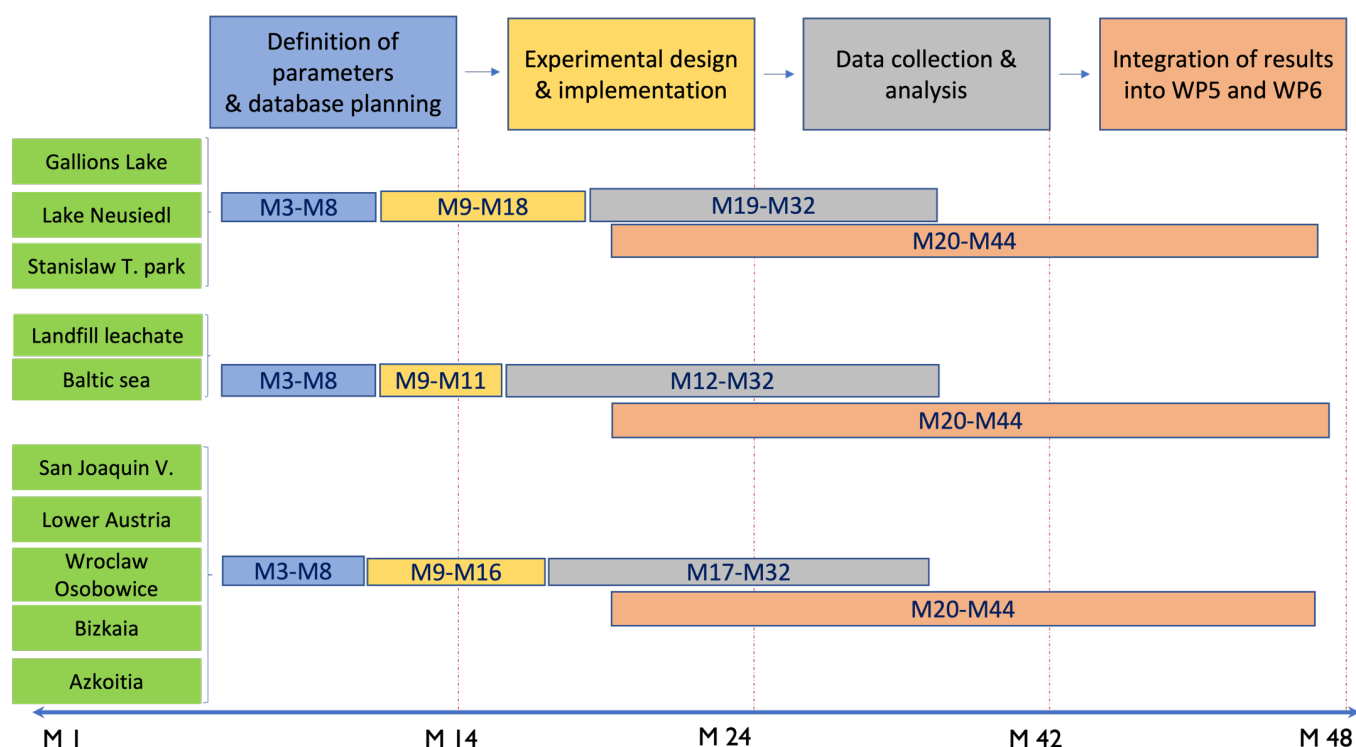 Definition of
parameters
& database planning
Experimental design
& implementation
Data collection &
analysis
Integration of results
into WP5 and WP6
Gallions Lake
Lake Neusiedl
Stanislaw T. park
M3-M8
M9-M18
M19-M32
M20-M44
Landfill leachate
Baltic sea
M3-M8
M9-M11
M12-M32
M20-M44
San Joaquin V.
Lower Austria
Wroclaw
Osobowice
Bizkaia
Azkoitia
M3-M8
M9-M16
M17-M32
M20-M44
M 1
M 14
M 24
M 42
M 48